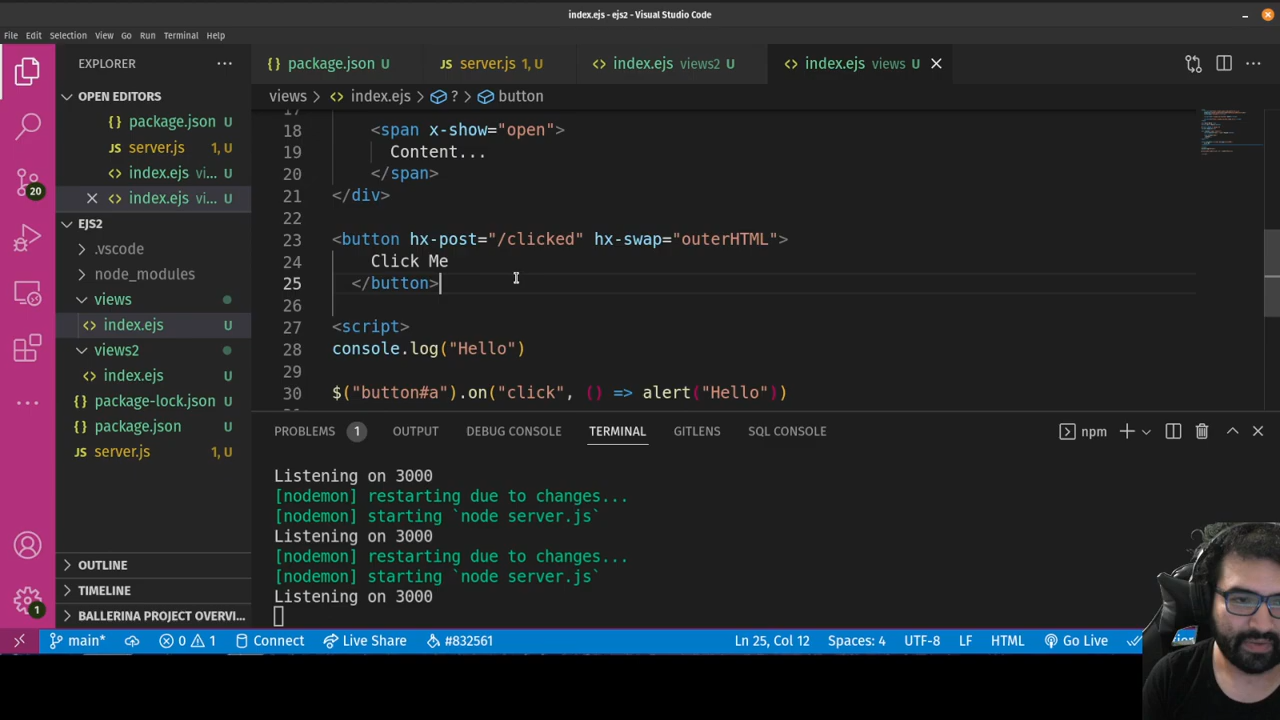 index.ejs - ejs2 - Visual Studio Code
File Edit Selection View Go Run Terminal Help
EXPLORER
package.json U
server.js 1, U
index.ejs views2 U
index.ejs views U
OPEN EDITORS
package.json U
server.js 1, U
index.ejs vi... U
index.ejs vi... U
EJS2
.vscode
node_modules
views
index.ejs U
views2
index.ejs U
package-lock.json U
package.json U
server.js 1, U
OUTLINE
TIMELINE
BALLERINA PROJECT OVERVI...
20
1
views > index.ejs > ? > button
17
18 <span x-show="open">
19 Content...
20 </span>
21 </div>
22
23 <button hx-post="/clicked" hx-swap="outerHTML">
24 Click Me
25 </button>
26
27 <script>
28 console.log("Hello")
29
30 $("button#a").on("click", () => alert("Hello"))
PROBLEMS 1 OUTPUT DEBUG CONSOLE TERMINAL GITLENS SQL CONSOLE
npm
Listening on 3000
[nodemon] restarting due to changes...
[nodemon] starting `node server.js`
Listening on 3000
[nodemon] restarting due to changes...
[nodemon] starting `node server.js`
Listening on 3000
main* 0 1 Connect Live Share #832561 Ln 25, Col 12 Spaces: 4 UTF-8 LF HTML Go Live